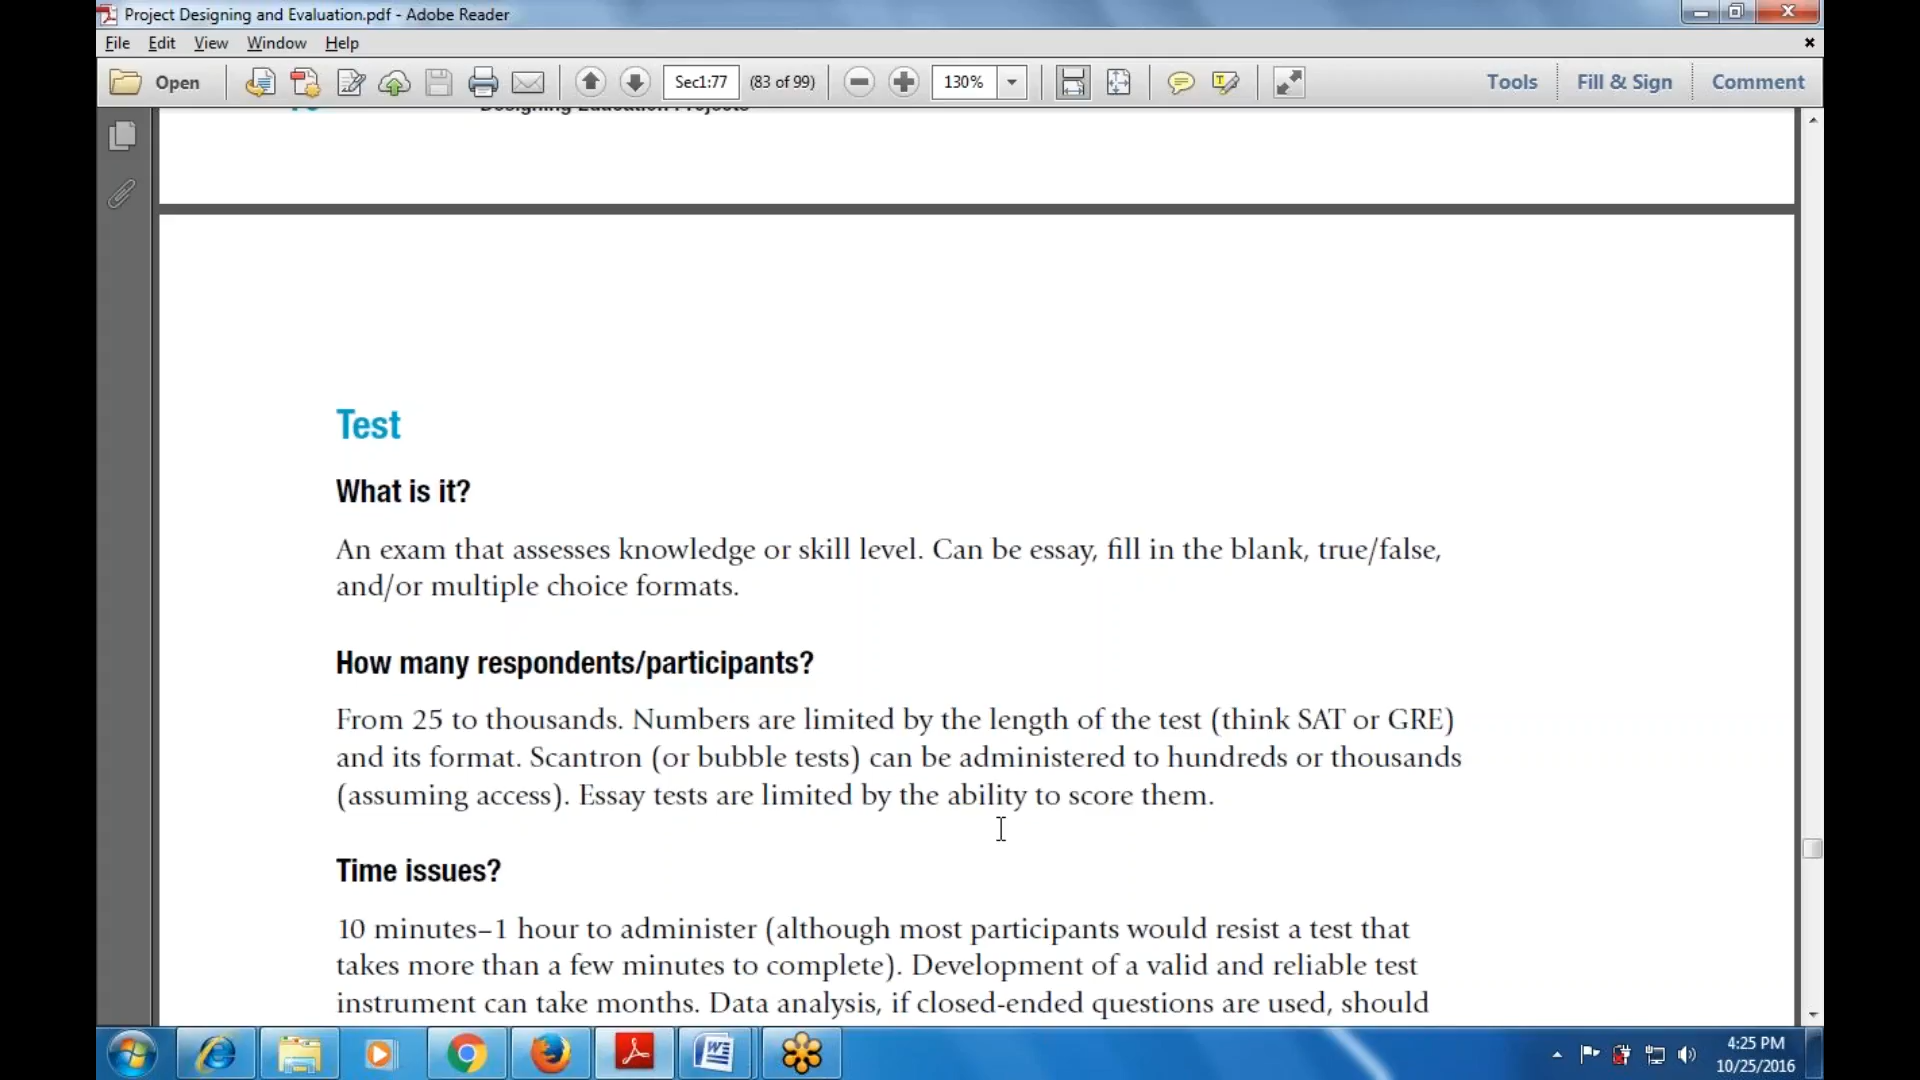 Project Designing and Evaluation.pdf - Adobe Reader
File Edit View Window Help
Open Sec1:77 (83 of 99) 130% Tools Fill & Sign Comment
Designing Education Projects
Test
What is it?
An exam that assesses knowledge or skill level. Can be essay, fill in the blank, true/false,
and/or multiple choice formats.
How many respondents/participants?
From 25 to thousands. Numbers are limited by the length of the test (think SAT or GRE)
and its format. Scantron (or bubble tests) can be administered to hundreds or thousands
(assuming access). Essay tests are limited by the ability to score them.
Time issues?
10 minutes–1 hour to administer (although most participants would resist a test that
takes more than a few minutes to complete). Development of a valid and reliable test
instrument can take months. Data analysis, if closed-ended questions are used, should
4:25 PM
10/25/2016